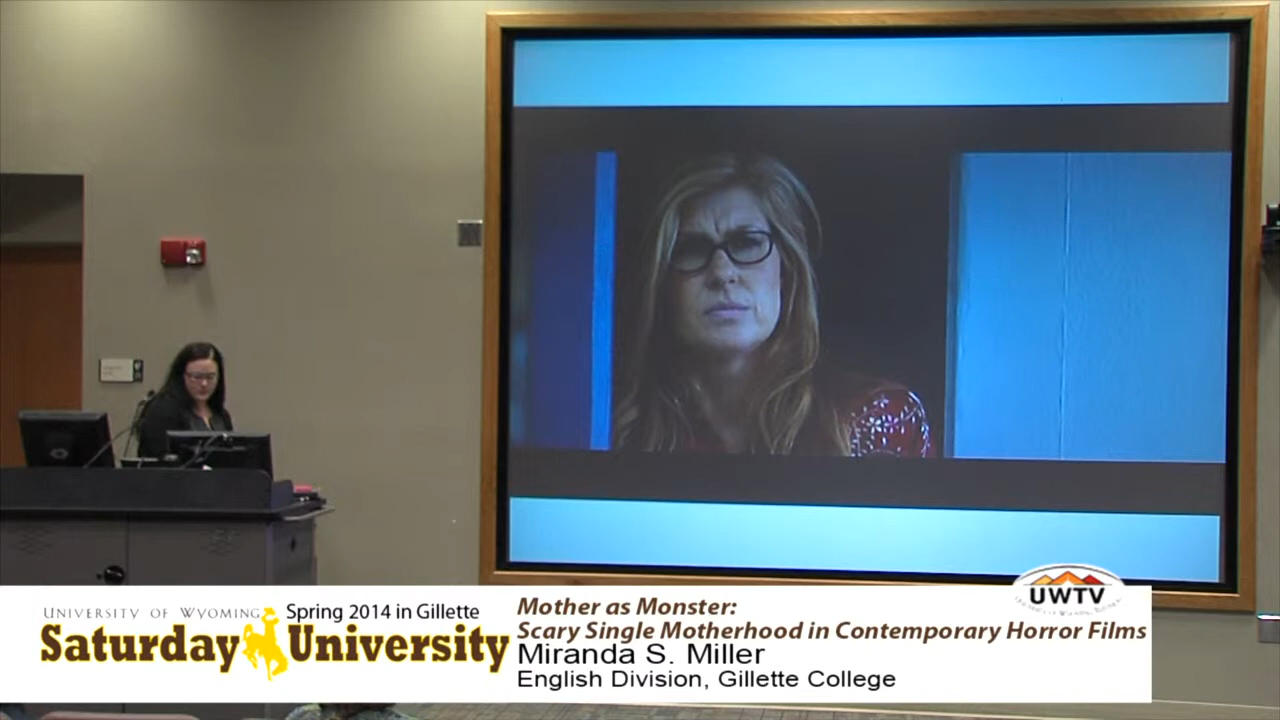 UNIVERSITY OF WYOMING Spring 2014 in Gillette
Saturday University
Mother as Monster:
Scary Single Motherhood in Contemporary Horror Films
Miranda S. Miller
English Division, Gillette College
UWTV